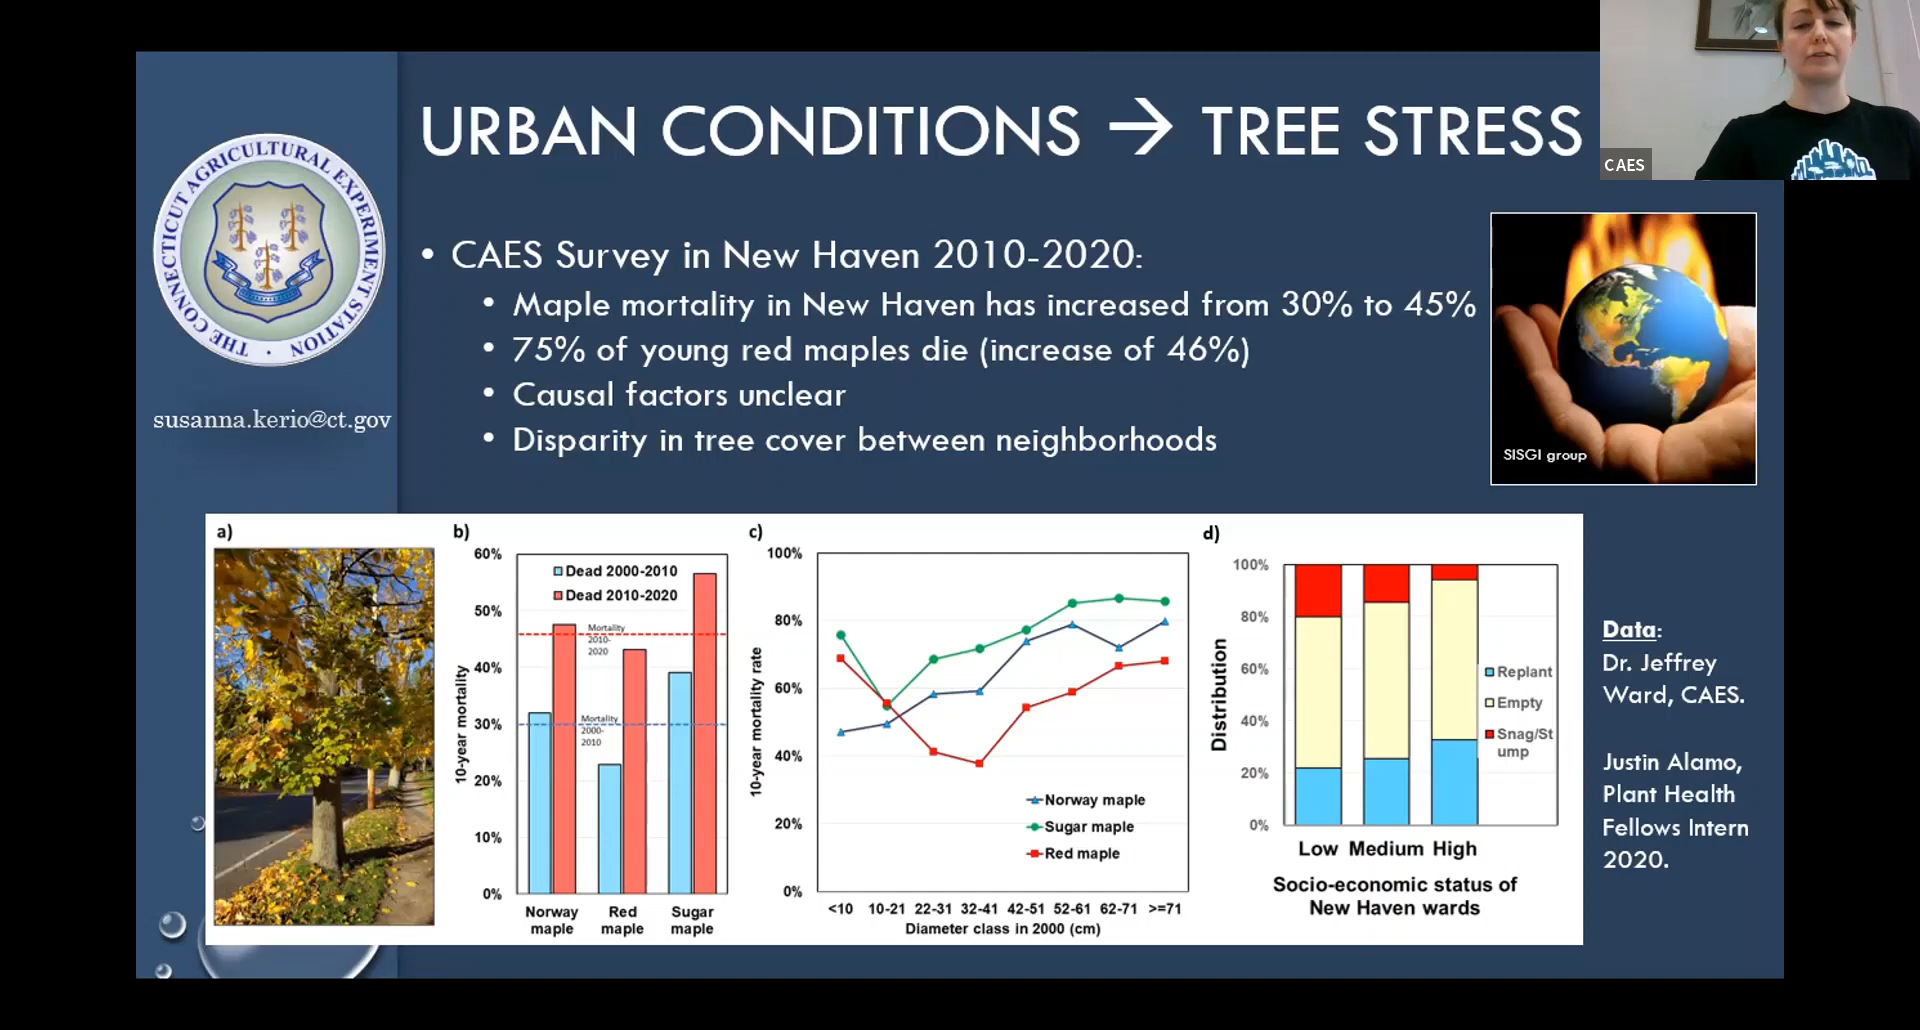 URBAN CONDITIONS → TREE STRESS
CAES
THE CONNECTICUT AGRICULTURAL EXPERIMENT STATION
susanna.kerio@ct.gov
• CAES Survey in New Haven 2010-2020:
• Maple mortality in New Haven has increased from 30% to 45%
• 75% of young red maples die (increase of 46%)
• Causal factors unclear
• Disparity in tree cover between neighborhoods
SISGI group
a)
b)
60%
50%
40%
30%
20%
10%
0%
10-year mortality
Dead 2000-2010
Dead 2010-2020
Mortality
2010-
2020
Mortality
2000-
2010
Norway
maple
Red
maple
Sugar
maple
c)
100%
80%
60%
40%
20%
0%
10-year mortality rate
Norway maple
Sugar maple
Red maple
<10 10-21 22-31 32-41 42-51 52-61 62-71 >=71
Diameter class in 2000 (cm)
d)
100%
80%
60%
40%
20%
0%
Distribution
Replant
Empty
Snag/St
ump
Low Medium High
Socio-economic status of
New Haven wards
Data:
Dr. Jeffrey
Ward, CAES.
Justin Alamo,
Plant Health
Fellows Intern
2020.